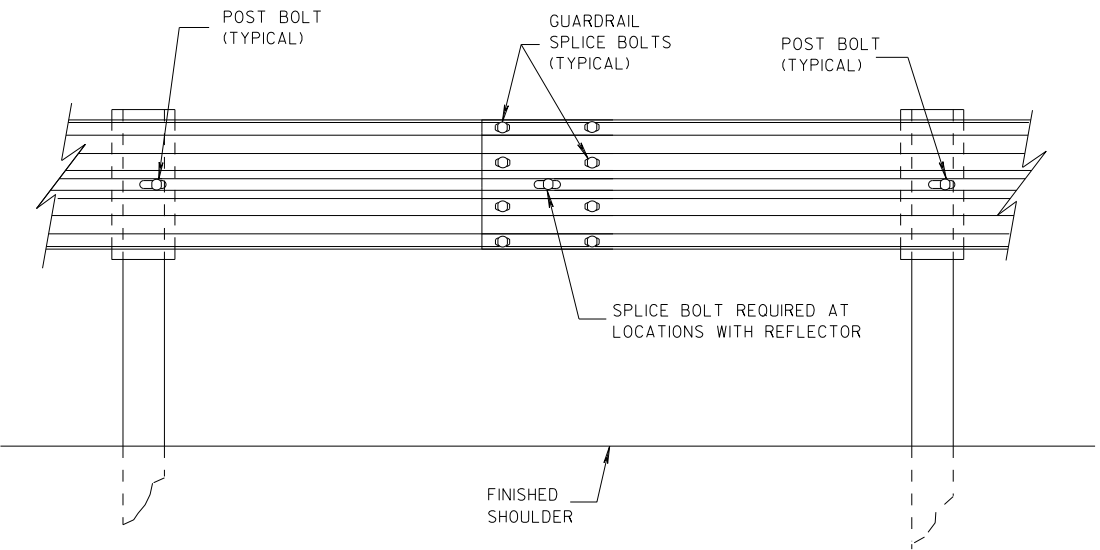 POST BOLT
(TYPICAL)
GUARDRAIL
SPLICE BOLTS
(TYPICAL)
POST BOLT
(TYPICAL)
SPLICE BOLT REQUIRED AT
LOCATIONS WITH REFLECTOR
FINISHED
SHOULDER